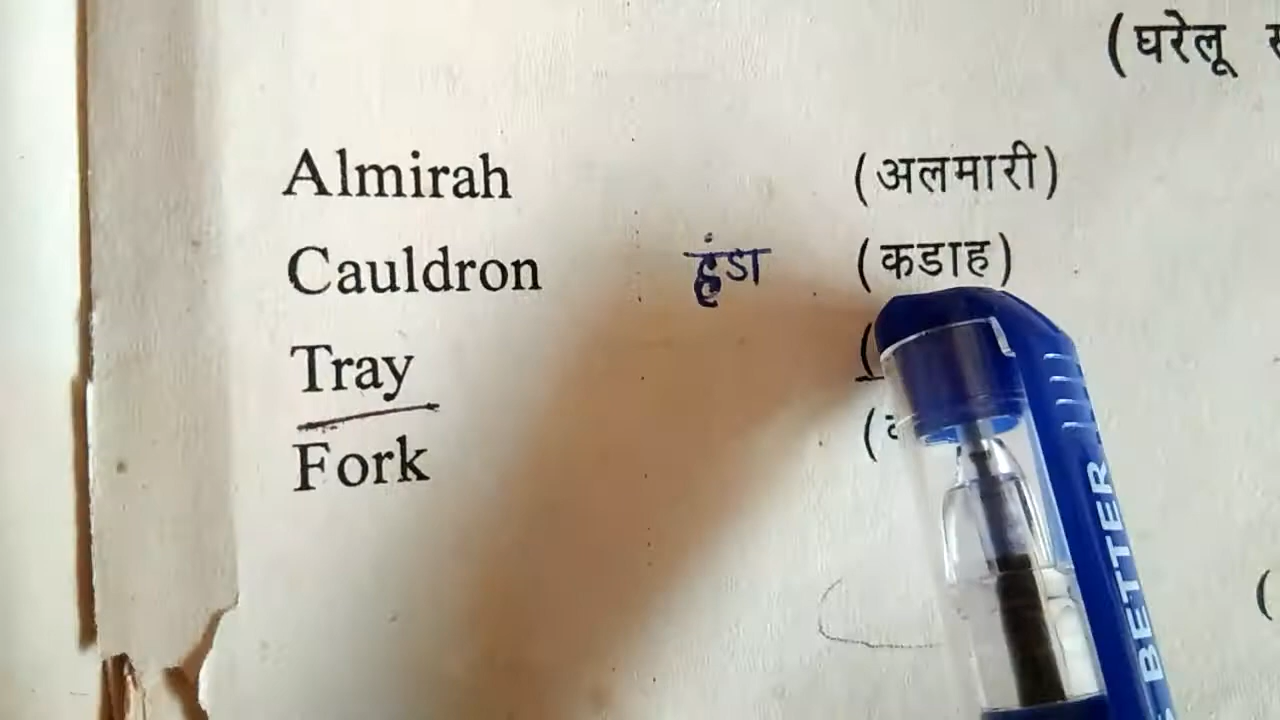 (घरेलू
Almirah (अलमारी)
Cauldron हंडा (कडाह)
Tray (
Fork (
BETTER
(